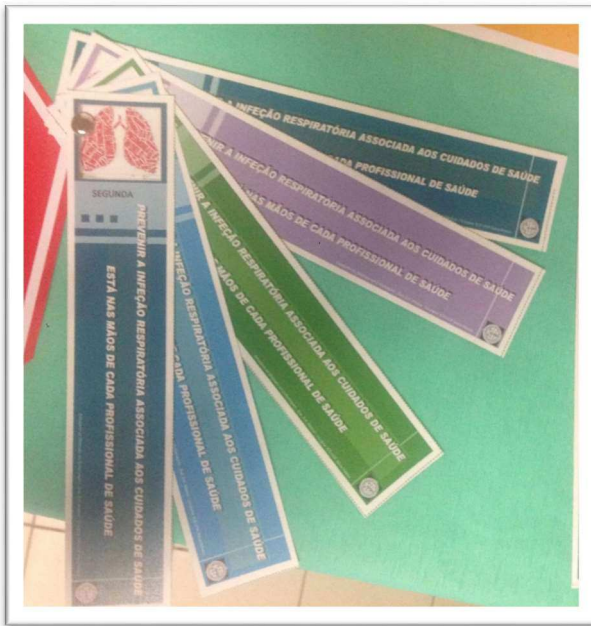 SEGUNDA
PREVENIR A INFEÇÃO RESPIRATÓRIA ASSOCIADA AOS CUIDADOS DE SAÚDE
ESTÁ NAS MÃOS DE CADA PROFISSIONAL DE SAÚDE
INFEÇÃO RESPIRATÓRIA ASSOCIADA AOS CUIDADOS DE SAÚDE
CADA PROFISSIONAL DE SAÚDE
A INFEÇÃO RESPIRATÓRIA ASSOCIADA AOS CUIDADOS DE SAÚDE
MÃOS DE CADA PROFISSIONAL DE SAÚDE
A INFEÇÃO RESPIRATÓRIA ASSOCIADA AOS CUIDADOS DE SAÚDE
NAS MÃOS DE CADA PROFISSIONAL DE SAÚDE
A INFEÇÃO RESPIRATÓRIA ASSOCIADA AOS CUIDADOS DE SAÚDE
CADA PROFISSIONAL DE SAÚDE